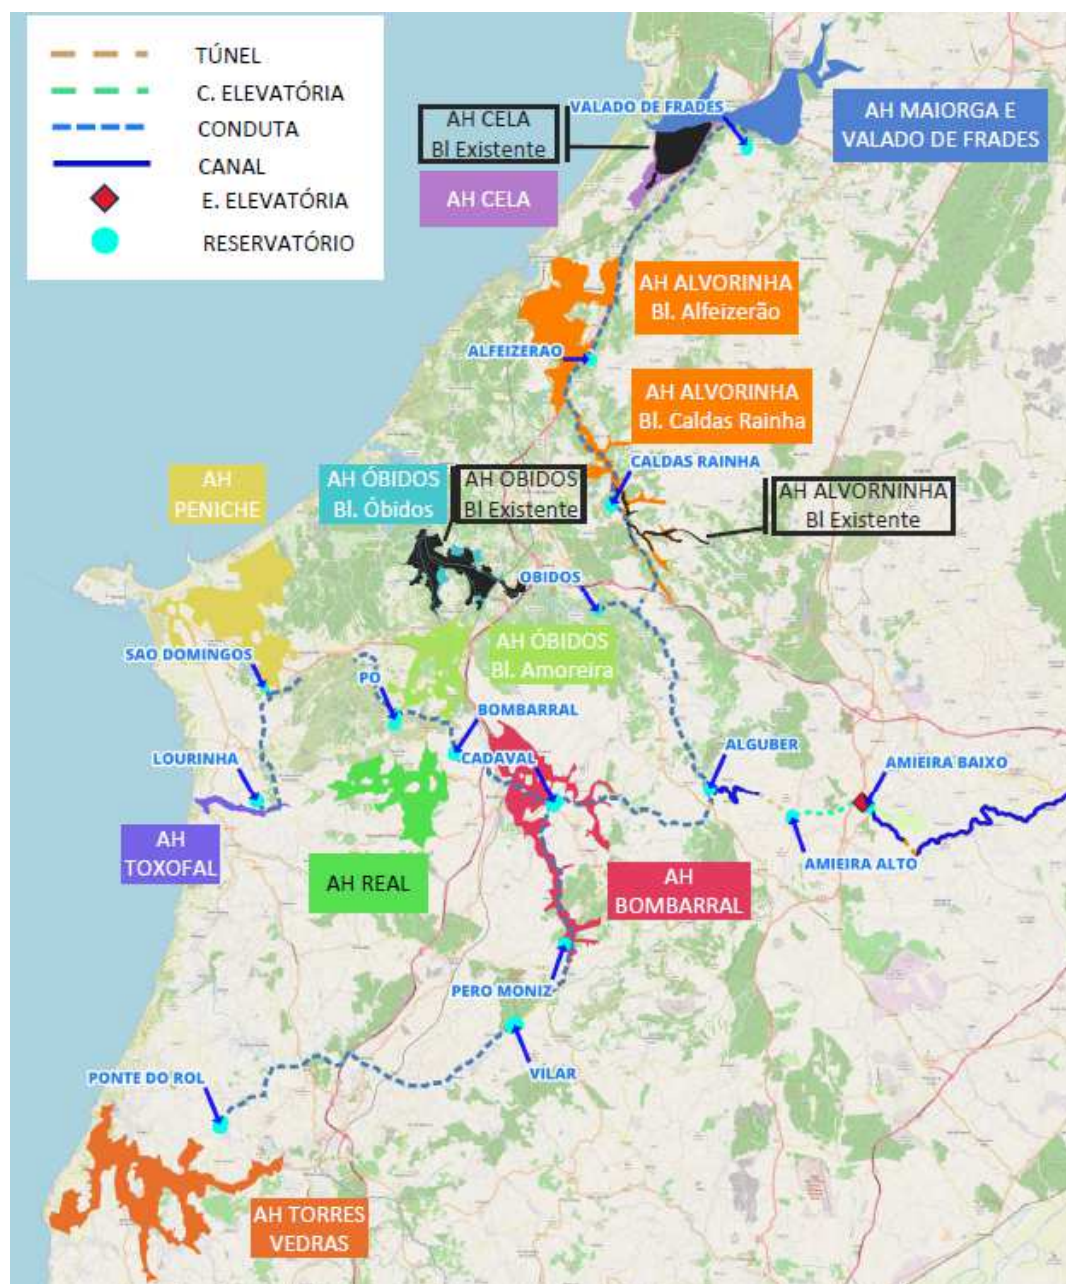 TÚNEL
C. ELEVATÓRIA
CONDUTA
CANAL
E. ELEVATÓRIA
RESERVATÓRIO
VALADO DE FRADES
AH MAIORGA E
VALADO DE FRADES
AH CELA
Bl Existente
AH CELA
AH ALVORINHA
Bl. Alfeizerão
ALFEIZERAO
AH ALVORINHA
Bl. Caldas Rainha
CALDAS RAINHA
AH
PENICHE
AH ÓBIDOS
Bl. Óbidos
AH OBIDOS
Bl Existente
AH ALVORNINHA
Bl Existente
OBIDOS
SAO DOMINGOS
PO
AH ÓBIDOS
Bl. Amoreira
BOMBARRAL
LOURINHA
CADAVAL
ALGUBER
AMIEIRA BAIXO
AH
TOXOFAL
AH REAL
AH
BOMBARRAL
AMIEIRA ALTO
PERO MONIZ
VILAR
PONTE DO ROL
AH TORRES
VEDRAS